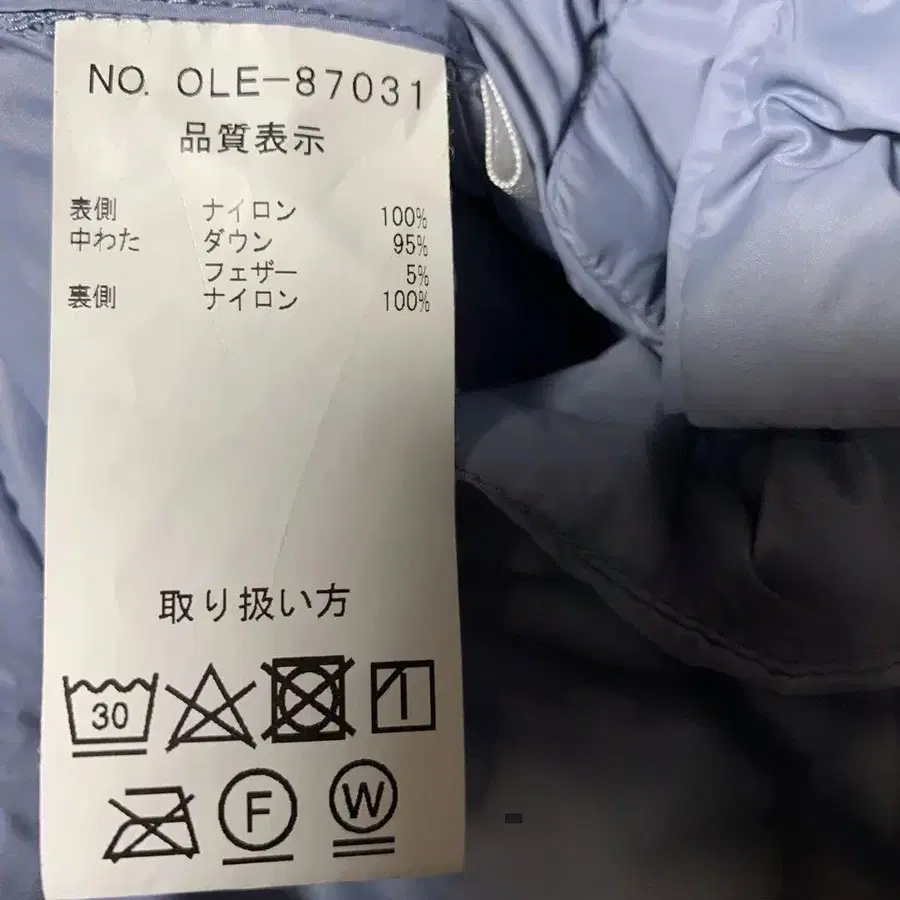 NO. OLE-87031
品質表示
表側 ナイロン 100%
中わた ダウン 95%
フェザー 5%
裏側 ナイロン 100%
取り扱い方
30
F W